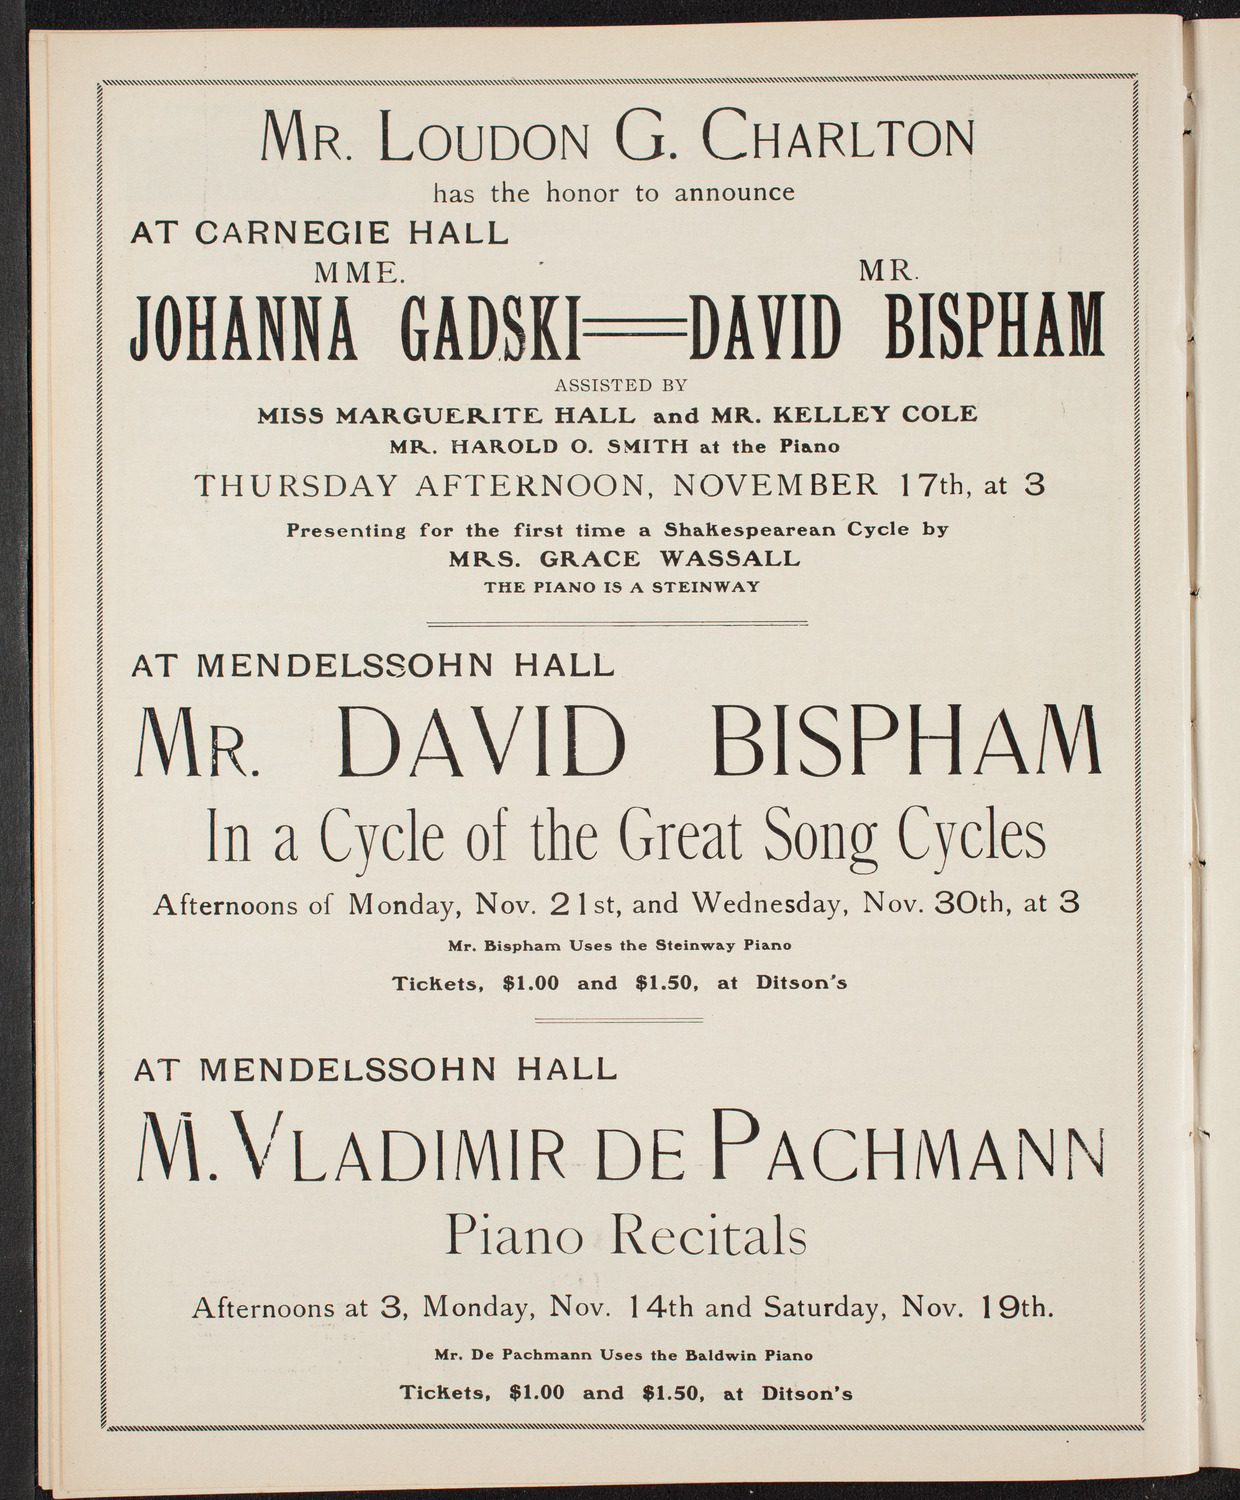 MR. LOUDON G. CHARLTON
has the honor to announce
AT CARNEGIE HALL
MME. MR.
JOHANNA GADSKI DAVID BISPHAM
ASSISTED BY
MISS MARGUERITE HALL and MR. KELLEY COLE
MR. HAROLD O. SMITH at the Piano
THURSDAY AFTERNOON, NOVEMBER 17th, at 3
Presenting for the first time a Shakespearean Cycle by
MRS. GRACE WASSALL
THE PIANO IS A STEINWAY
AT MENDELSSOHN HALL
MR. DAVID BISPHAM
In a Cycle of the Great Song Cycles
Afternoons of Monday, Nov. 21st, and Wednesday, Nov. 30th, at 3
Mr. Bispham Uses the Steinway Piano
Tickets, $1.00 and $1.50, at Ditson's
AT MENDELSSOHN HALL
M. VLADIMIR DE PACHMANN
Piano Recitals
Afternoons at 3, Monday, Nov. 14th and Saturday, Nov. 19th.
Mr. De Pachmann Uses the Baldwin Piano
Tickets, $1.00 and $1.50, at Ditson's